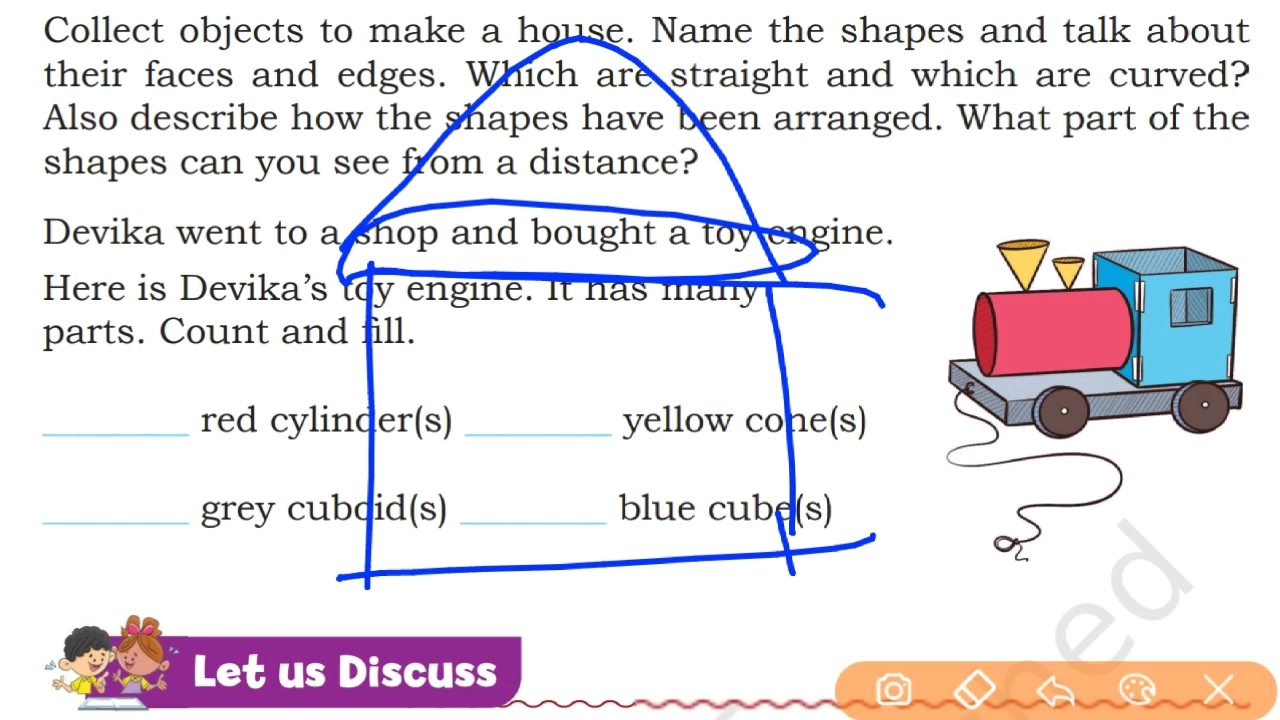 Collect objects to make a house. Name the shapes and talk about
their faces and edges. Which are straight and which are curved?
Also describe how the shapes have been arranged. What part of the
shapes can you see from a distance?
Devika went to a shop and bought a toy engine.
Here is Devika's toy engine. It has many
parts. Count and fill.
red cylinder(s) yellow cone(s)
grey cuboid(s) blue cube(s)
Let us Discuss